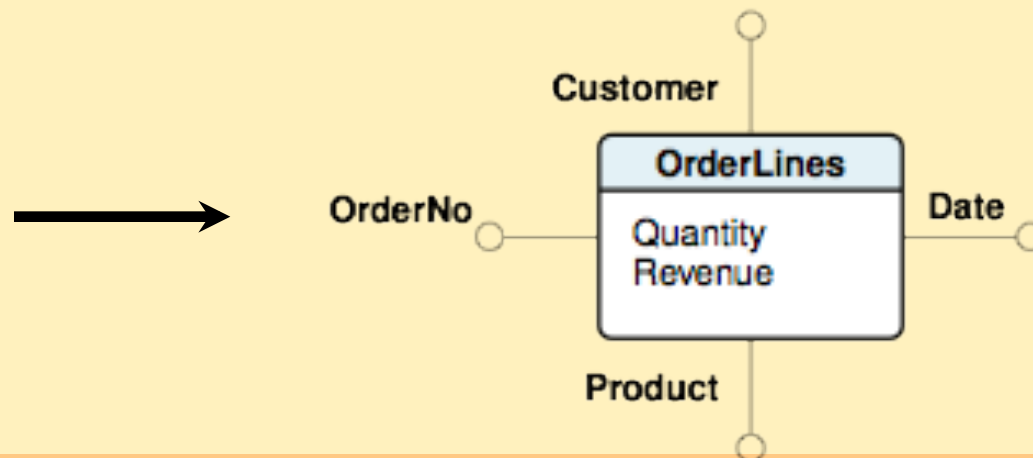 Customer
OrderLines
OrderNo
Date
Quantity
Revenue
Product